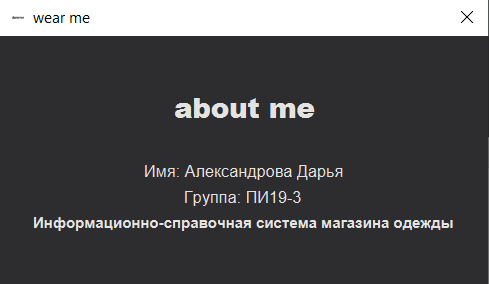 wear me
about me
Имя: Александрова Дарья
Группа: ПИ19-3
Информационно-справочная система магазина одежды